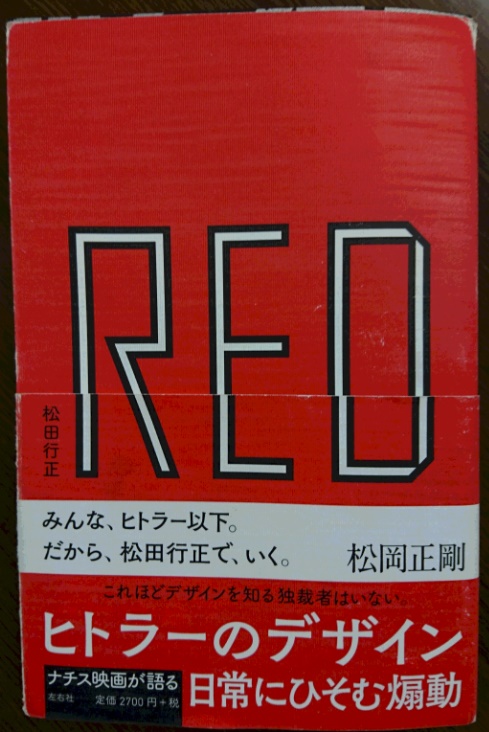 RED
松田行正
みんな、ヒトラー以下。
だから、松田行正で、いく。
松岡正剛
これほどデザインを知る独裁者はいない。
ヒトラーのデザイン
ナチス映画が語る
日常にひそむ煽動
左右社 定価 2700 円+税